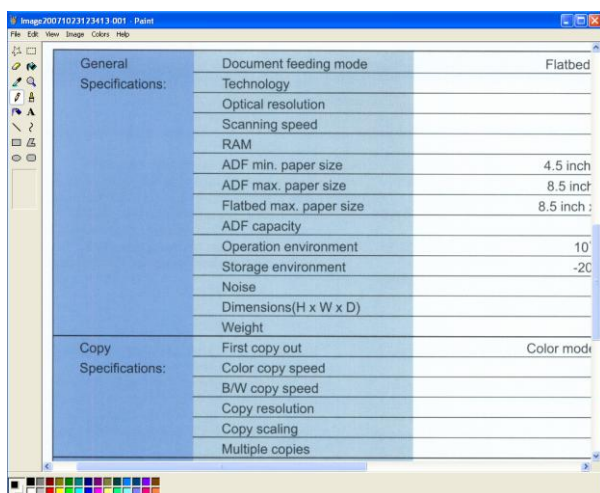 Image20071023123413-001 - Paint
File Edit View Image Colors Help
General Document feeding mode Flatbed
Specifications: Technology
Optical resolution
Scanning speed
RAM
ADF min. paper size 4.5 inch
ADF max. paper size 8.5 inch
Flatbed max. paper size 8.5 inch
ADF capacity
Operation environment 10
Storage environment -20
Noise
Dimensions(H x W x D)
Weight
Copy First copy out Color mode
Specifications: Color copy speed
B/W copy speed
Copy resolution
Copy scaling
Multiple copies